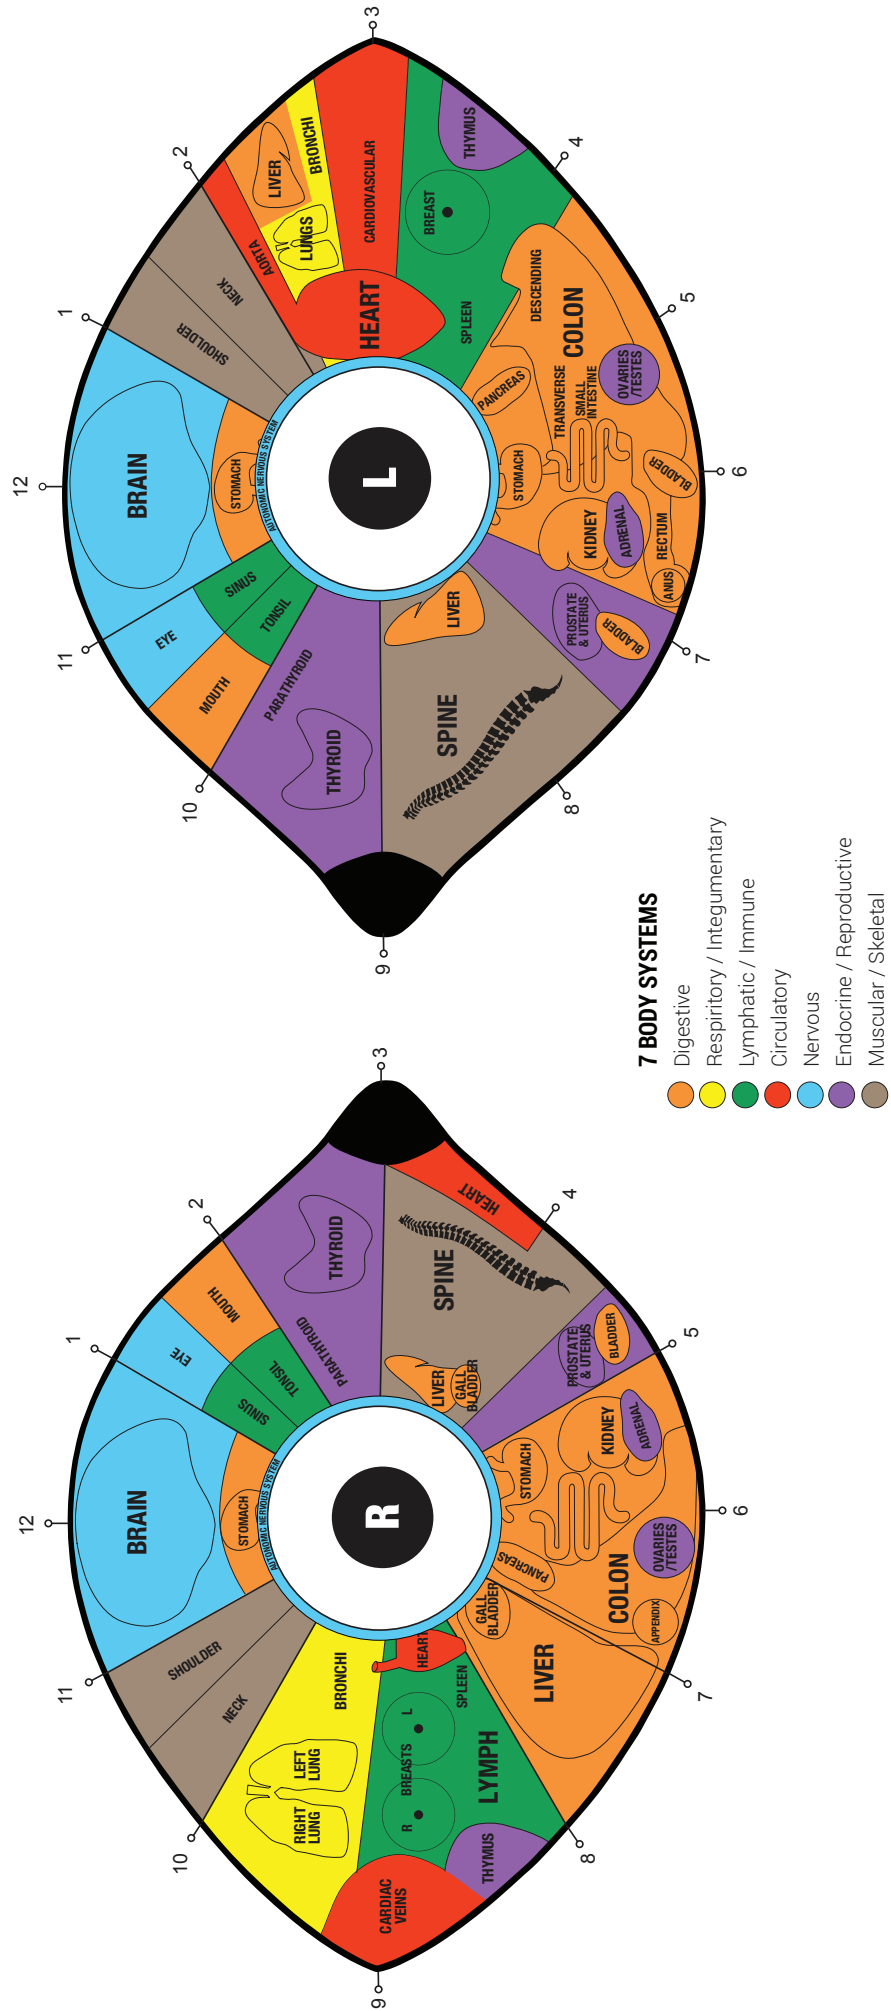 12
1
2
3
4
5
6
7
8
9
10
11
BRAIN
STOMACH
AUTONOMIC NERVOUS SYSTEM
EYE
SINUS
MOUTH
TONSIL
PARATHYROID
THYROID
SPINE
HEART
LIVER
GALL
BLADDER
PROSTATE
& UTERUS
BLADDER
STOMACH
KIDNEY
ADRENAL
PANCREAS
COLON
OVARIES
/TESTES
APPENDIX
GALL
BLADDER
LIVER
HEART
SPLEEN
LYMPH
BREASTS
R
L
THYMUS
CARDIAC
VEINS
BRONCHI
LEFT
LUNG
RIGHT
LUNG
NECK
SHOULDER
R
12
1
2
3
4
5
6
7
8
9
10
11
BRAIN
STOMACH
AUTONOMIC NERVOUS SYSTEM
SHOULDER
NECK
AORTA
LIVER
LUNGS
BRONCHI
CARDIOVASCULAR
HEART
THYMUS
BREAST
SPLEEN
DESCENDING
COLON
TRANSVERSE
SMALL
INTESTINE
PANCREAS
OVARIES
/TESTES
STOMACH
BLADDER
KIDNEY
ADRENAL
RECTUM
ANUS
PROSTATE
& UTERUS
BLADDER
LIVER
SPINE
THYROID
PARATHYROID
MOUTH
TONSIL
SINUS
EYE
L
7 BODY SYSTEMS
Digestive
Respiritory / Integumentary
Lymphatic / Immune
Circulatory
Nervous
Endocrine / Reproductive
Muscular / Skeletal